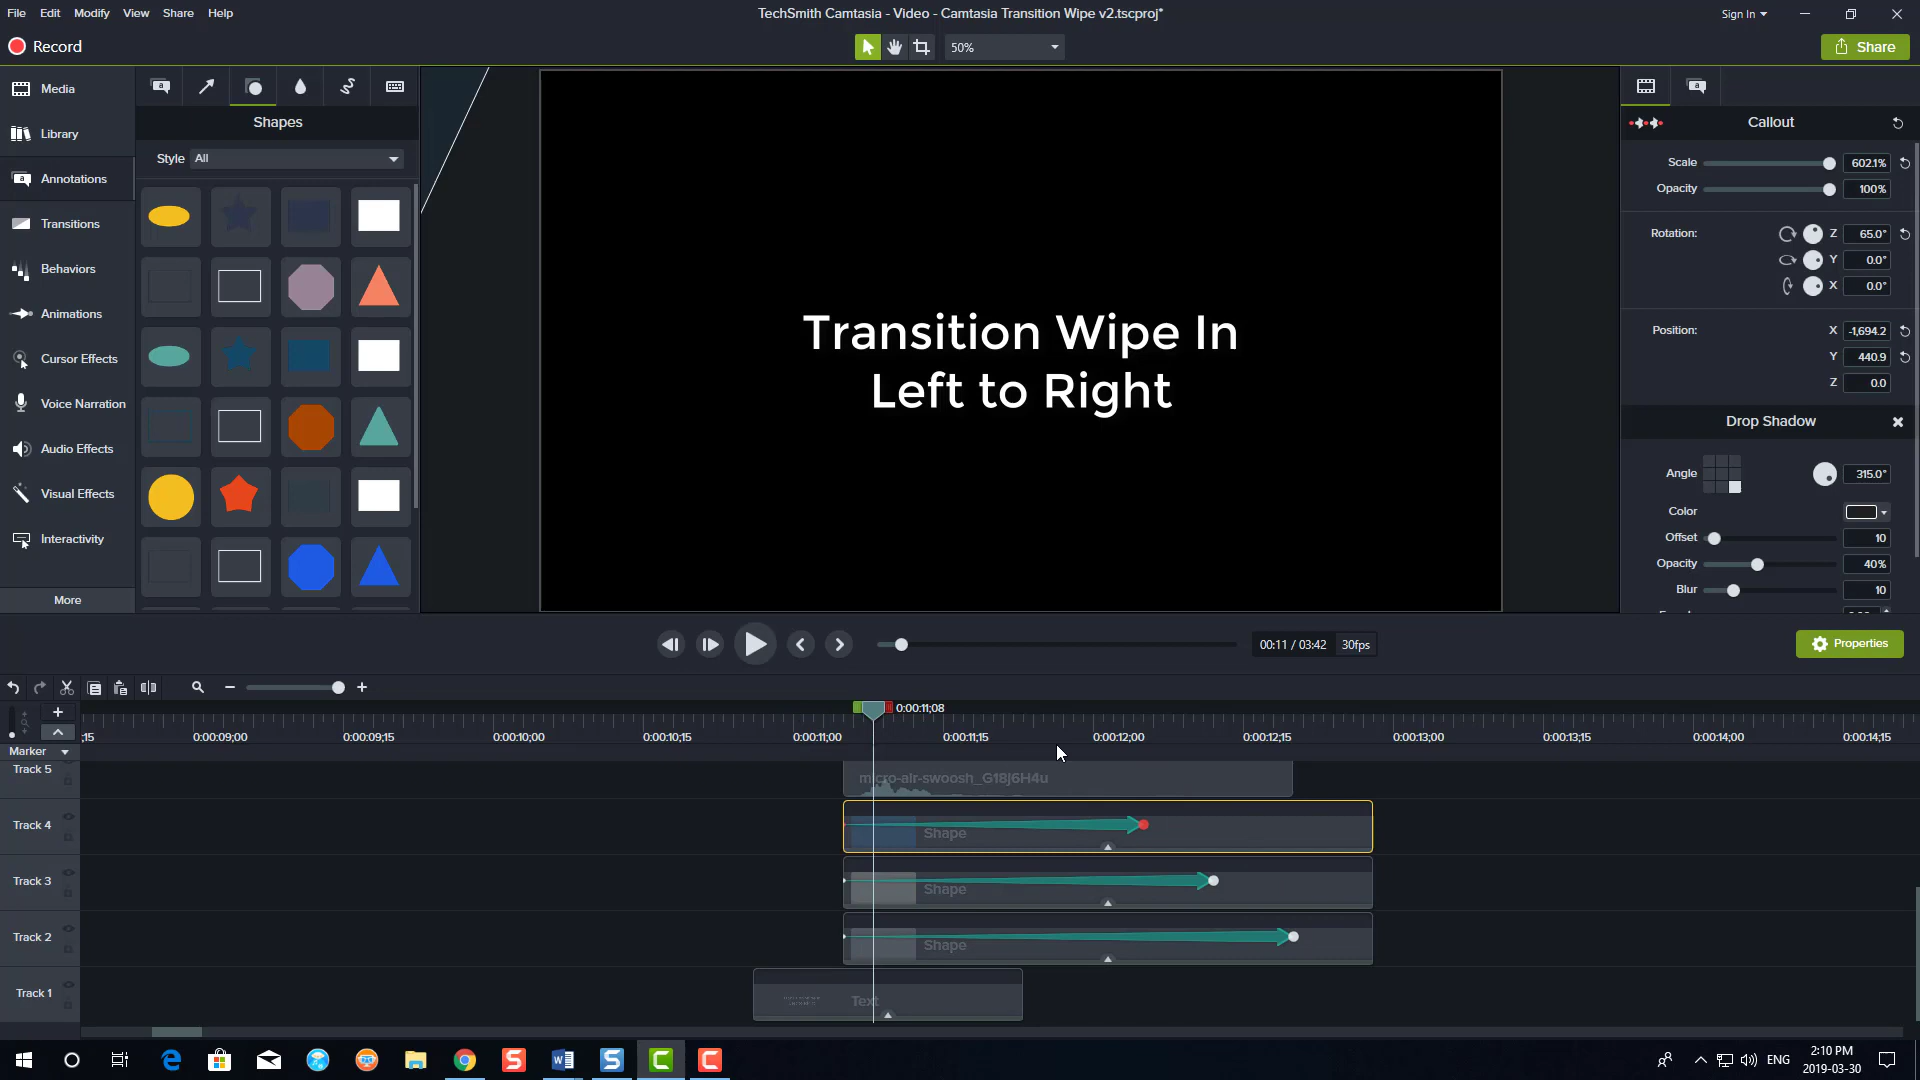 File Edit Modify View Share Help
TechSmith Camtasia - Video - Camtasia Transition Wipe v2.tscproj*
Sign In
Record
50%
Share
Media
Library
Annotations
Transitions
Behaviors
Animations
Cursor Effects
Voice Narration
Audio Effects
Visual Effects
Interactivity
More
Shapes
Style All
Transition Wipe In
Left to Right
Callout
Scale 602.1%
Opacity 100%
Rotation: Z 65.0°
Y 0.0°
X 0.0°
Position: X -1,694.2
Y 440.9
Z 0.0
Drop Shadow
Angle 315.0°
Color
Offset 10
Opacity 40%
Blur 10
00:11 / 03:42 30fps
Properties
0:00:11;08
;15 0:00:09;00 0:00:09;15 0:00:10;00 0:00:10;15 0:00:11;00 0:00:11;15 0:00:12;00 0:00:12;15 0:00:13;00 0:00:13;15 0:00:14;00 0:00:14;15
Marker
Track 5
micro-air-swoosh_G18j6H4u
Track 4
Shape
Track 3
Shape
Track 2
Shape
Track 1
Text
ENG
2:10 PM
2019-03-30